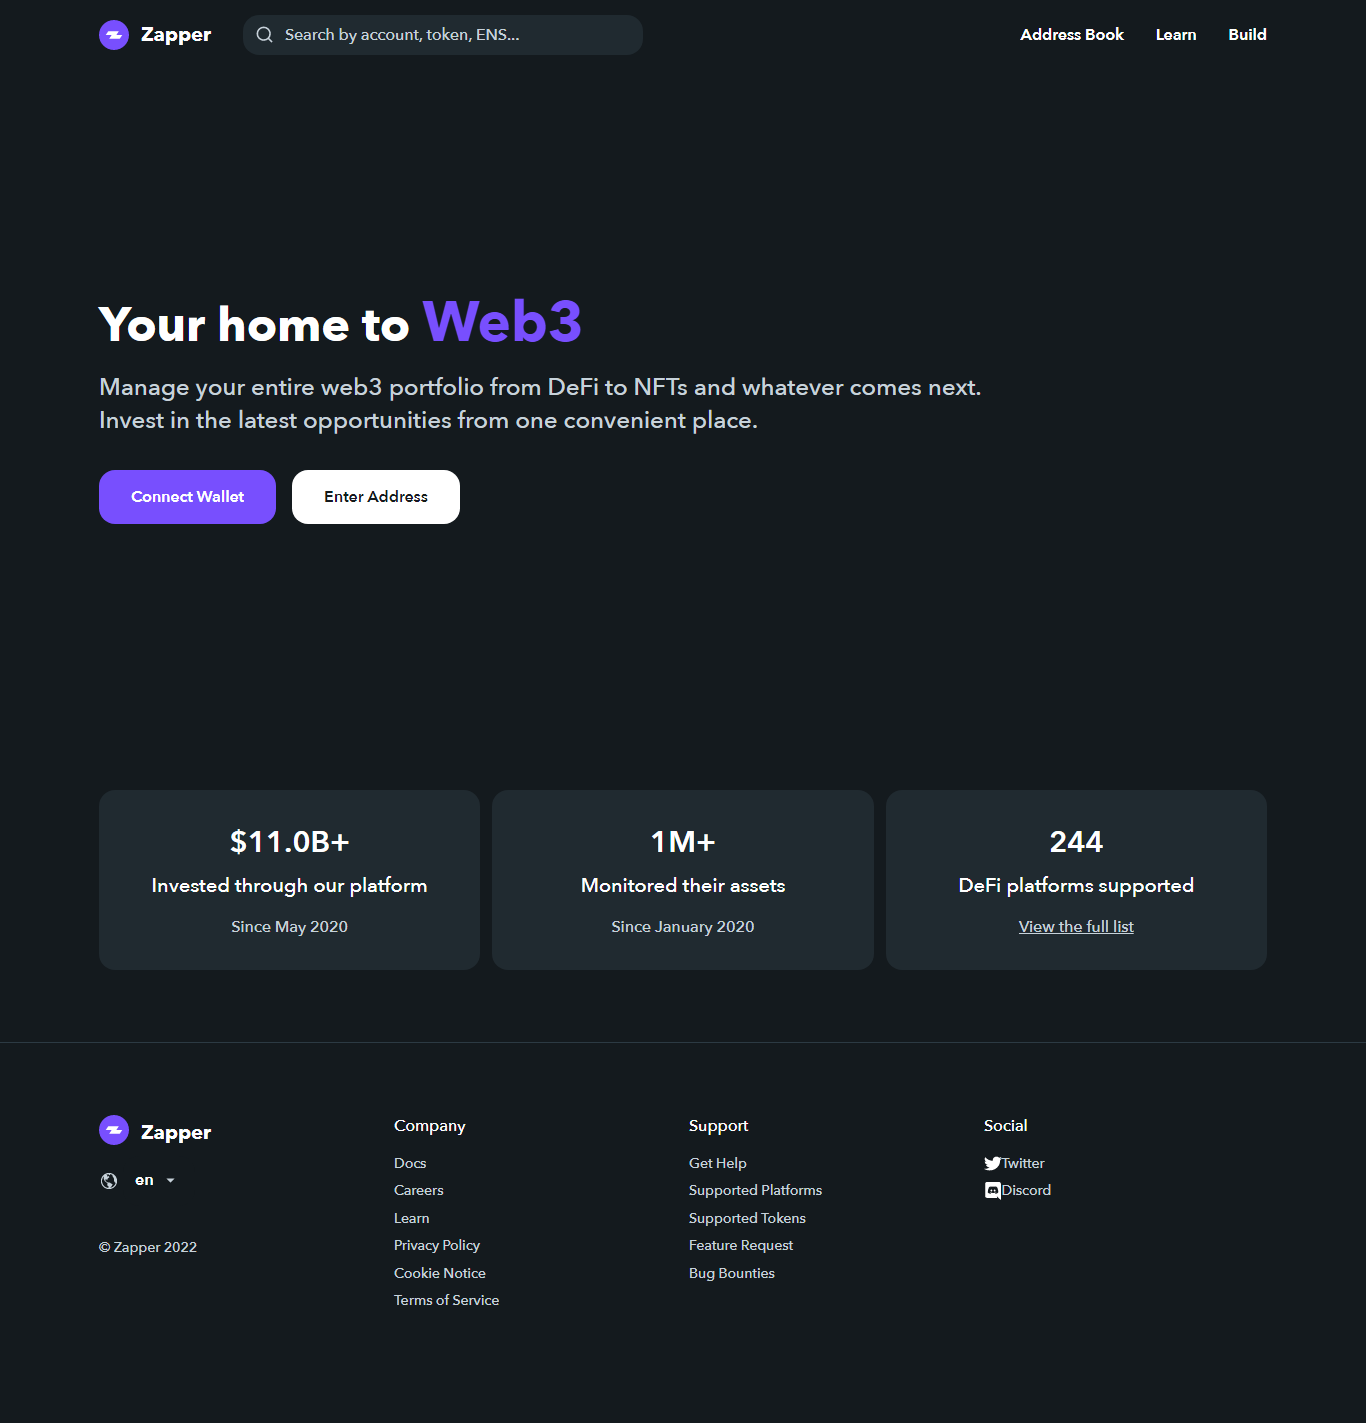 Zapper
Search by account, token, ENS...
Address Book
Learn
Build
Your home to Web3
Manage your entire web3 portfolio from DeFi to NFTs and whatever comes next.
Invest in the latest opportunities from one convenient place.
Connect Wallet
Enter Address
$11.0B+
Invested through our platform
Since May 2020
1M+
Monitored their assets
Since January 2020
244
DeFi platforms supported
View the full list
Zapper
en
© Zapper 2022
Company
Docs
Careers
Learn
Privacy Policy
Cookie Notice
Terms of Service
Support
Get Help
Supported Platforms
Supported Tokens
Feature Request
Bug Bounties
Social
Twitter
Discord